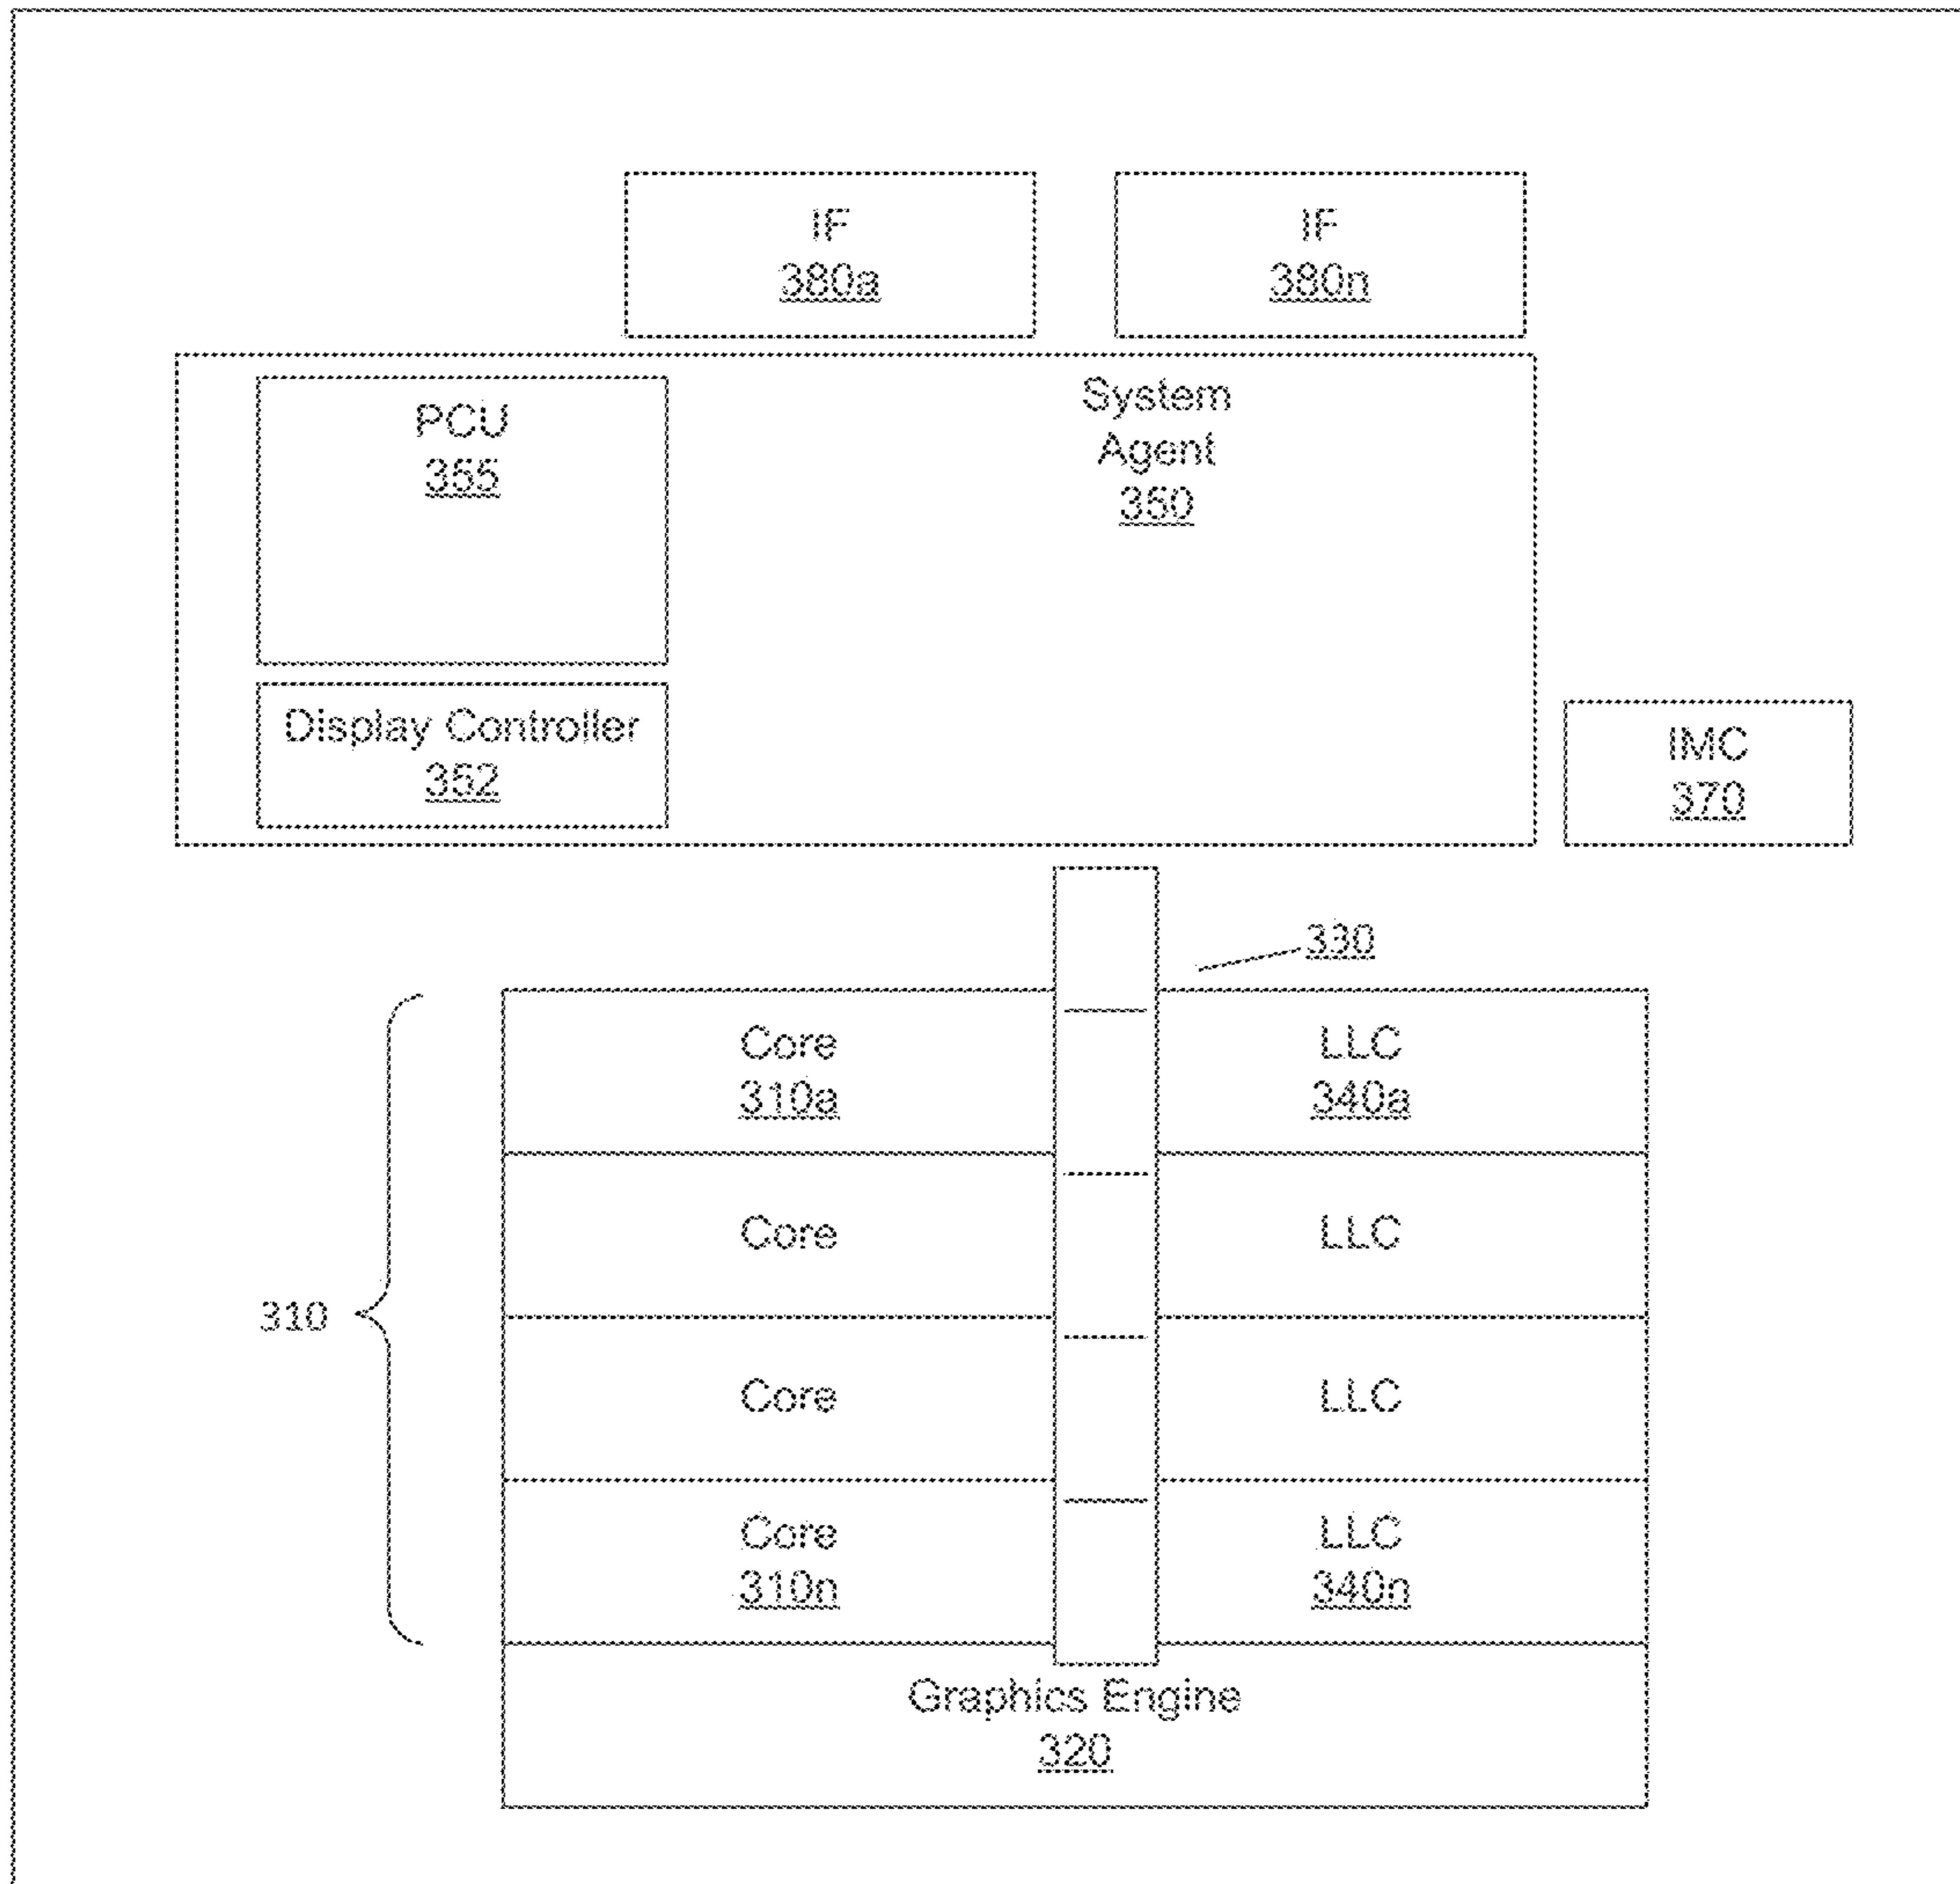 IF
380a
IF
380n
PCU
355
System
Agent
350
Display Controller
352
IMC
370
330
Core
310a
LLC
340a
Core
LLC
310
Core
LLC
Core
310n
LLC
340n
Graphics Engine
320